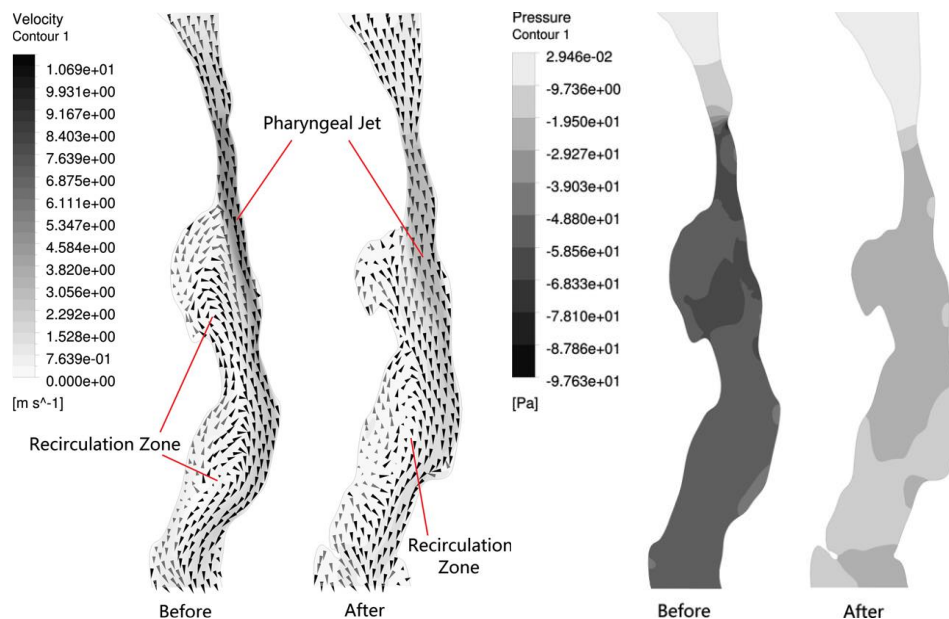 Velocity
Contour 1
1.069e+01
9.931e+00
9.167e+00
8.403e+00
7.639e+00
6.875e+00
6.111e+00
5.347e+00
4.584e+00
3.820e+00
3.056e+00
2.292e+00
1.528e+00
7.639e-01
0.000e+00
[m s^-1]
Pharyngeal Jet
Recirculation Zone
Recirculation
Zone
Before
After
Pressure
Contour 1
2.946e-02
-9.736e+00
-1.950e+01
-2.927e+01
-3.903e+01
-4.880e+01
-5.856e+01
-6.833e+01
-7.810e+01
-8.786e+01
-9.763e+01
[Pa]
Before
After